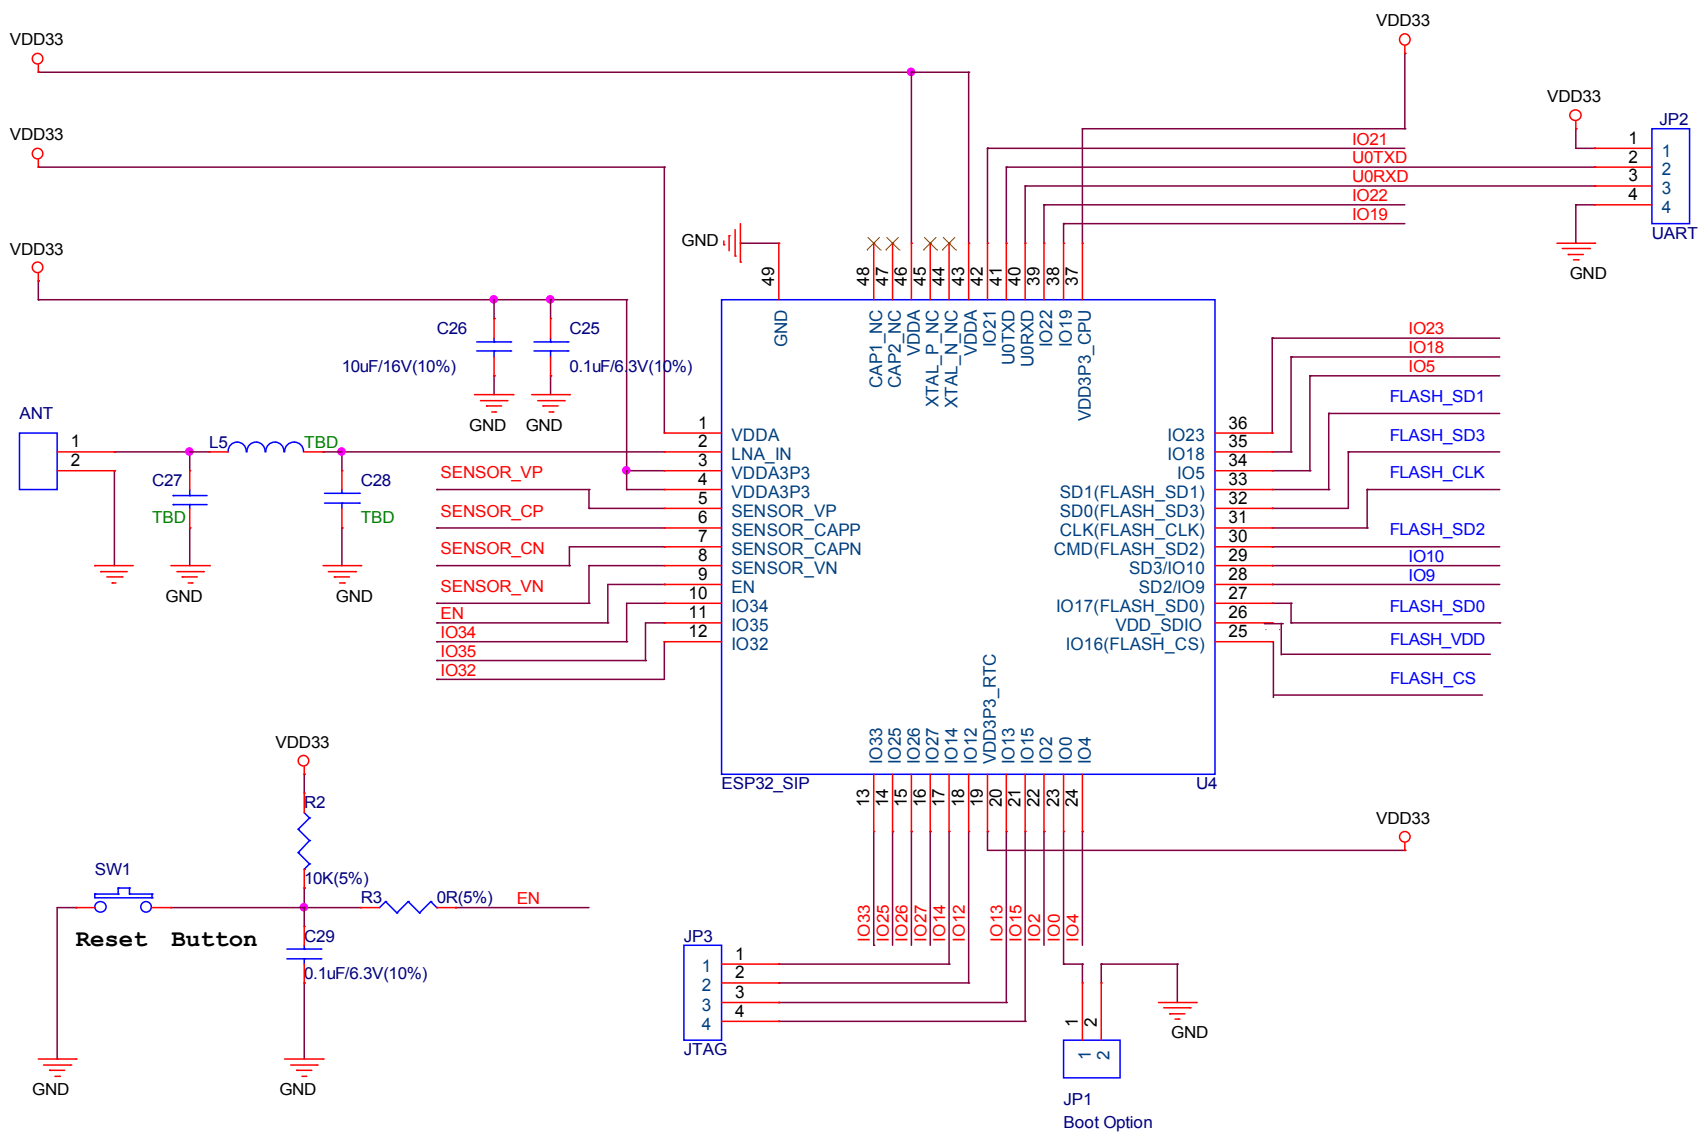 VDD33
VDD33
VDD33
VDD33
VDD33
JP2
IO21
U0TXD
U0RXD
IO22
IO19
1
2
3
4
1
2
3
4
UART
GND
GND
49
48
47
46
45
44
43
42
41
40
39
38
37
GND
CAP1_NC
CAP2_NC
VDDA
XTAL_P_NC
XTAL_N_NC
VDDA
IO21
U0TXD
U0RXD
IO22
IO19
VDD3P3_CPU
C26
10uF/16V(10%)
C25
0.1uF/6.3V(10%)
GND
GND
ANT
1
2
L5
TBD
C27
TBD
C28
TBD
GND
GND
SENSOR_VP
SENSOR_CP
SENSOR_CN
SENSOR_VN
EN
IO34
IO35
IO32
1
2
3
4
5
6
7
8
9
10
11
12
VDDA
LNA_IN
VDDA3P3
VDDA3P3
SENSOR_VP
SENSOR_CAPP
SENSOR_CAPN
SENSOR_VN
EN
IO34
IO35
IO32
IO23
IO18
IO5
SD1(FLASH_SD1)
SD0(FLASH_SD3)
CLK(FLASH_CLK)
CMD(FLASH_SD2)
SD3/IO10
SD2/IO9
IO17(FLASH_SD0)
VDD_SDIO
IO16(FLASH_CS)
36
35
34
33
32
31
30
29
28
27
26
25
IO23
IO18
IO5
FLASH_SD1
FLASH_SD3
FLASH_CLK
FLASH_SD2
IO10
IO9
FLASH_SD0
FLASH_VDD
FLASH_CS
IO33
IO25
IO26
IO27
IO14
IO12
VDD3P3_RTC
IO13
IO15
IO2
IO0
IO4
ESP32_SIP
U4
13
14
15
16
17
18
19
20
21
22
23
24
VDD33
IO33
IO25
IO26
IO27
IO14
IO12
IO13
IO15
IO2
IO0
IO4
VDD33
R2
10K(5%)
SW1
R3
0R(5%)
EN
Reset Button
C29
0.1uF/6.3V(10%)
GND
GND
JP3
1
2
3
4
1
2
3
4
JTAG
GND
1
2
1
2
JP1
Boot Option